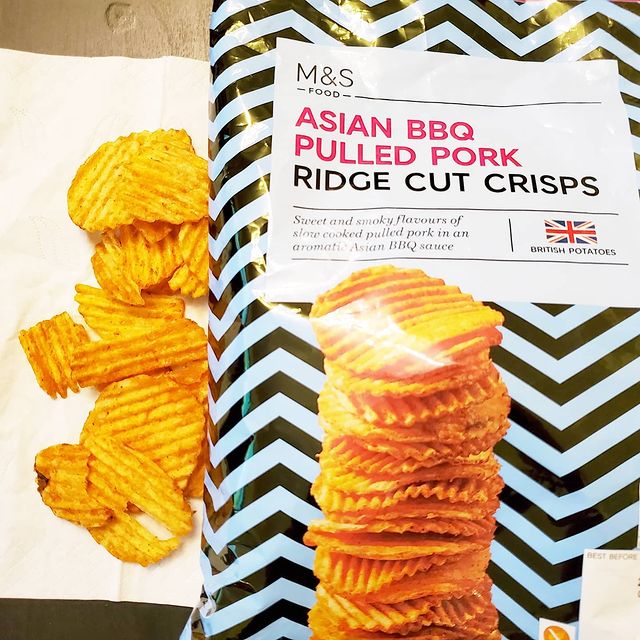 M&S
FOOD
ASIAN BBQ
PULLED PORK
RIDGE CUT CRISPS
Sweet and smoky flavours of
slow cooked pulled pork in an
aromatic Asian BBQ sauce
BRITISH POTATOES
BEST BEFORE